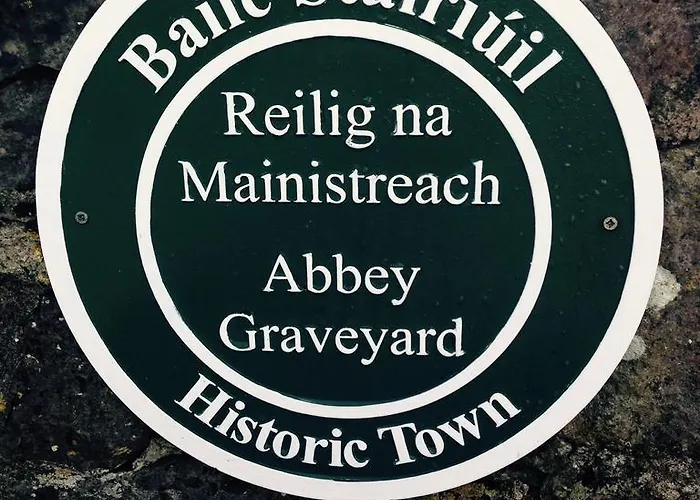 Baile Stairiúil
Reilig na
Mainistreach
Abbey
Graveyard
Historic Town